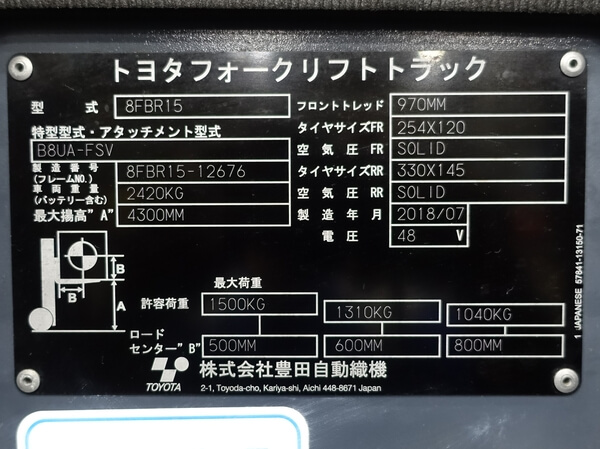 トヨタフォークリフトトラック
型 式 8FBR15 フロントトレッド 970MM
特型型式・アタッチメント型式 タイヤサイズFR 254X120
B8UA-FSV 空 気 圧 FR SOLID
製 造 番 号 (フレームNO.) 8FBR15-12676 タイヤサイズRR 330X145
車 両 重 量 (バッテリー含む) 2420KG 空 気 圧 RR SOLID
最大揚高"A" 4300MM 製 造 年 月 2018/07
電 圧 48 V
B
B
A
最大荷重
許容荷重 1500KG 1310KG 1040KG
ロード
センター"B" 500MM 600MM 800MM
TOYOTA 株式会社豊田自動織機
2-1, Toyoda-cho, Kariya-shi, Aichi 448-8671 Japan
1 JAPANESE 57841-13150-71